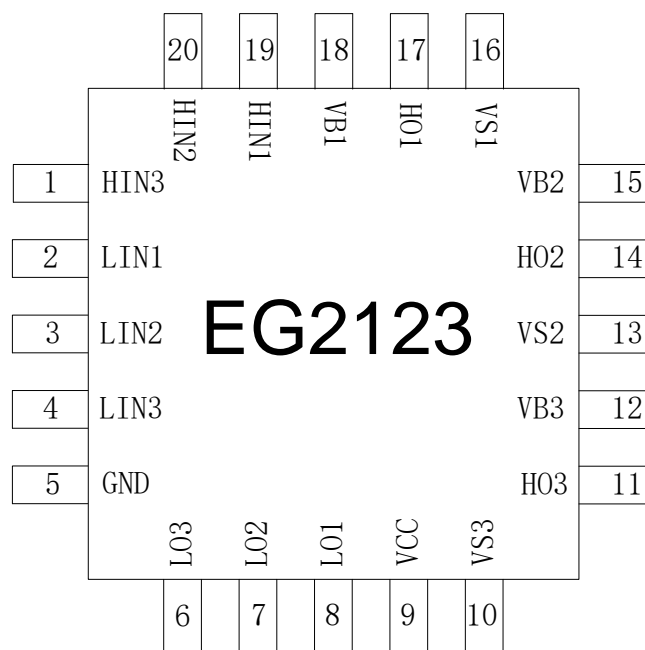 20 19 18 17 16
HIN2 HIN1 VB1 HO1 VS1
1 HIN3 VB2 15
2 LIN1 HO2 14
3 LIN2 EG2123 VS2 13
4 LIN3 VB3 12
5 GND HO3 11
LO3 LO2 LO1 VCC VS3
6 7 8 9 10